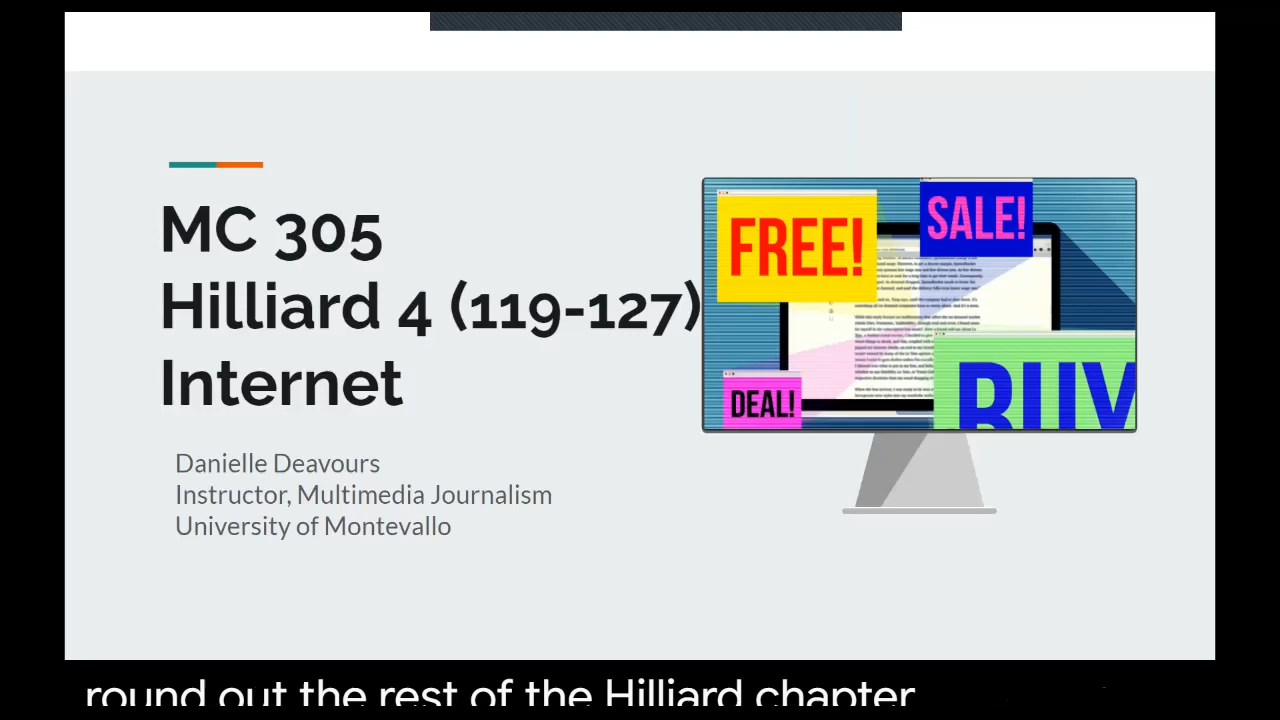 MC 305
Hilliard 4 (119-127)
Internet
Danielle Deavours
Instructor, Multimedia Journalism
University of Montevallo
FREE!
SALE!
DEAL!
BUY
round out the rest of the Hilliard chapter